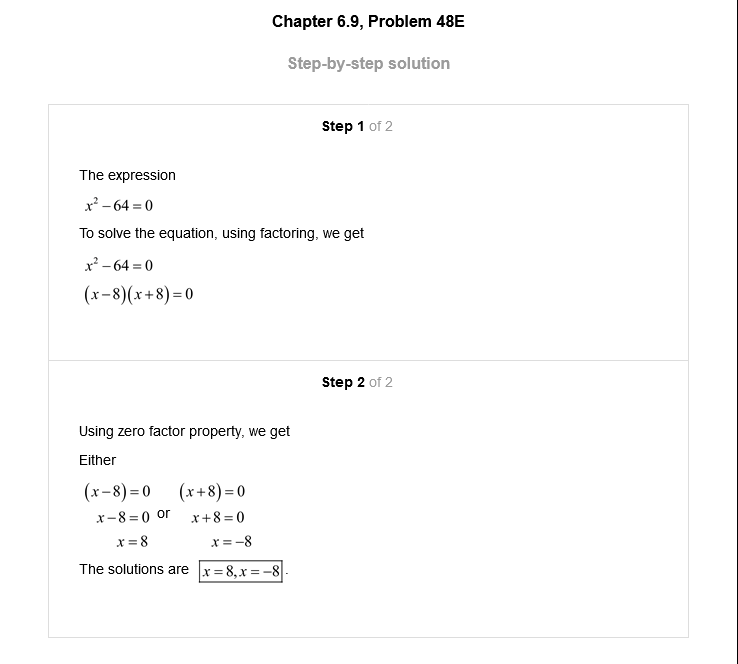 Chapter 6.9, Problem 48E
Step-by-step solution
Step 1 of 2
The expression
x² − 64 = 0
To solve the equation, using factoring, we get
x² − 64 = 0
(x−8)(x+8) = 0
Step 2 of 2
Using zero factor property, we get
Either
(x−8) = 0 (x+8) = 0
x−8 = 0 or x+8 = 0
x = 8 x = −8
The solutions are x = 8, x = −8.